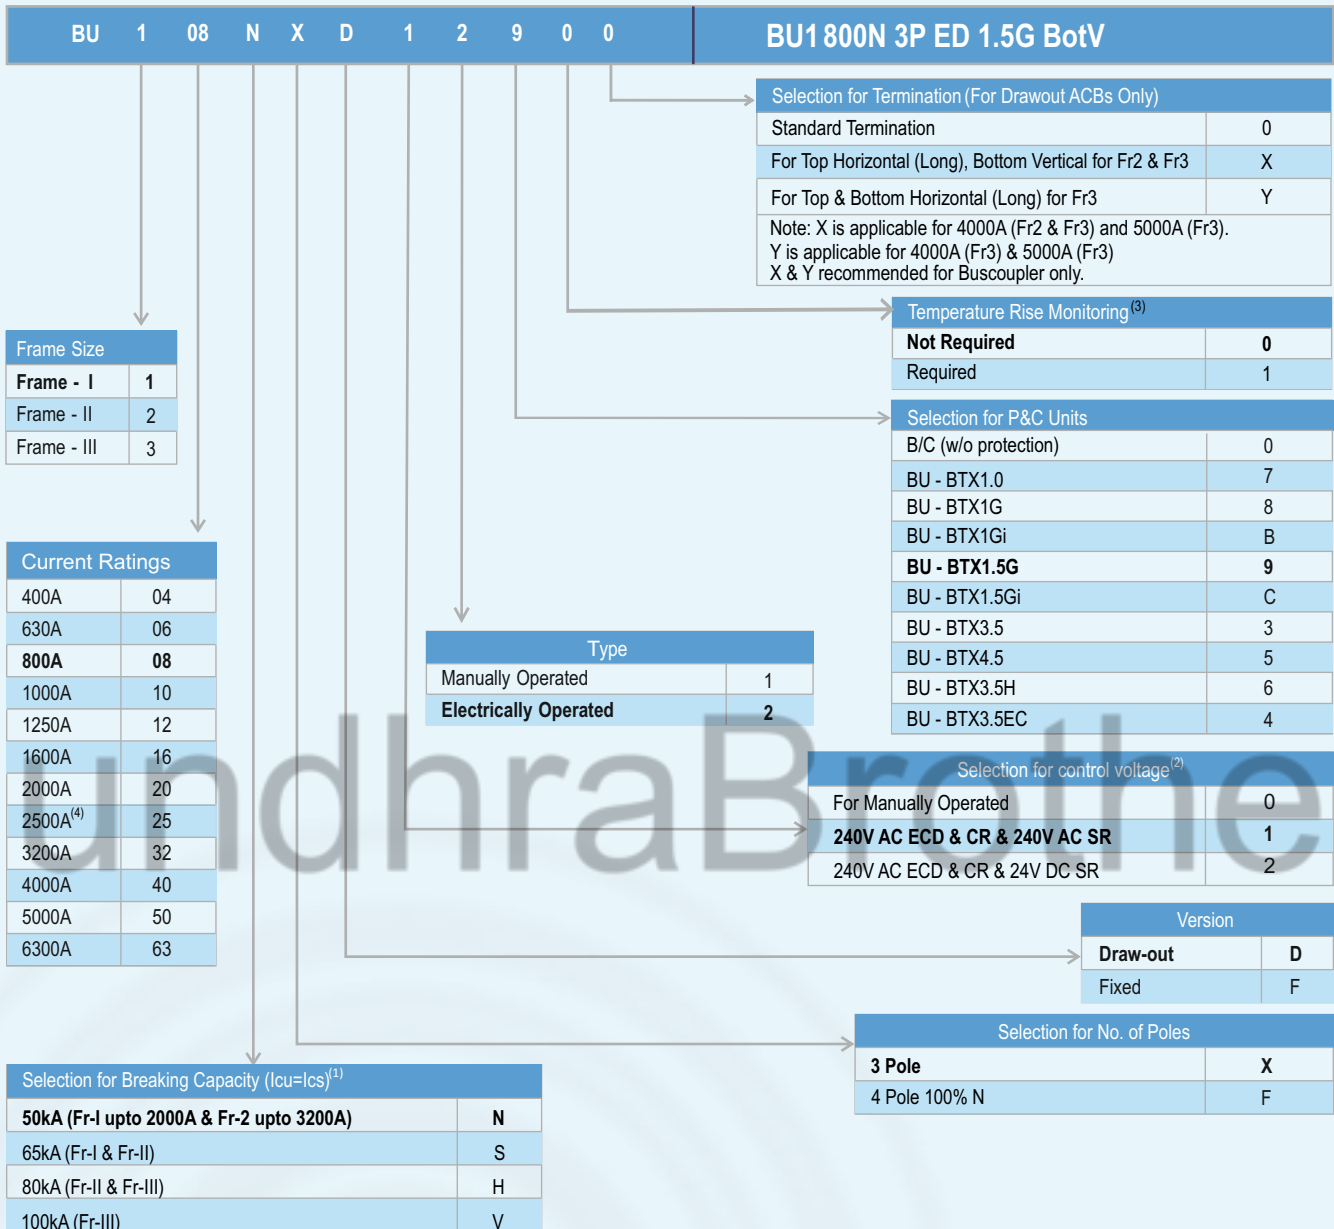 BU 1 08 N X D 1 2 9 0 0 BU1 800N 3P ED 1.5G BotV
Selection for Termination (For Drawout ACBs Only)
Standard Termination 0
For Top Horizontal (Long), Bottom Vertical for Fr2 & Fr3 X
For Top & Bottom Horizontal (Long) for Fr3 Y
Note: X is applicable for 4000A (Fr2 & Fr3) and 5000A (Fr3).
Y is applicable for 4000A (Fr3) & 5000A (Fr3)
X & Y recommended for Buscoupler only.
Temperature Rise Monitoring(3)
Not Required 0
Required 1
Frame Size
Frame - I 1
Frame - II 2
Frame - III 3
Selection for P&C Units
B/C (w/o protection) 0
BU - BTX1.0 7
BU - BTX1G 8
BU - BTX1Gi B
BU - BTX1.5G 9
BU - BTX1.5Gi C
BU - BTX3.5 3
BU - BTX4.5 5
BU - BTX3.5H 6
BU - BTX3.5EC 4
Current Ratings
400A 04
630A 06
800A 08
1000A 10
1250A 12
1600A 16
2000A 20
2500A(4) 25
3200A 32
4000A 40
5000A 50
6300A 63
Type
Manually Operated 1
Electrically Operated 2
undhraBrothe
Selection for control voltage(2)
For Manually Operated 0
240V AC ECD & CR & 240V AC SR 1
240V AC ECD & CR & 24V DC SR 2
Version
Draw-out D
Fixed F
Selection for No. of Poles
3 Pole X
4 Pole 100% N F
Selection for Breaking Capacity (Icu=Ics)(1)
50kA (Fr-I upto 2000A & Fr-2 upto 3200A) N
65kA (Fr-I & Fr-II) S
80kA (Fr-II & Fr-III) H
100kA (Fr-III) V